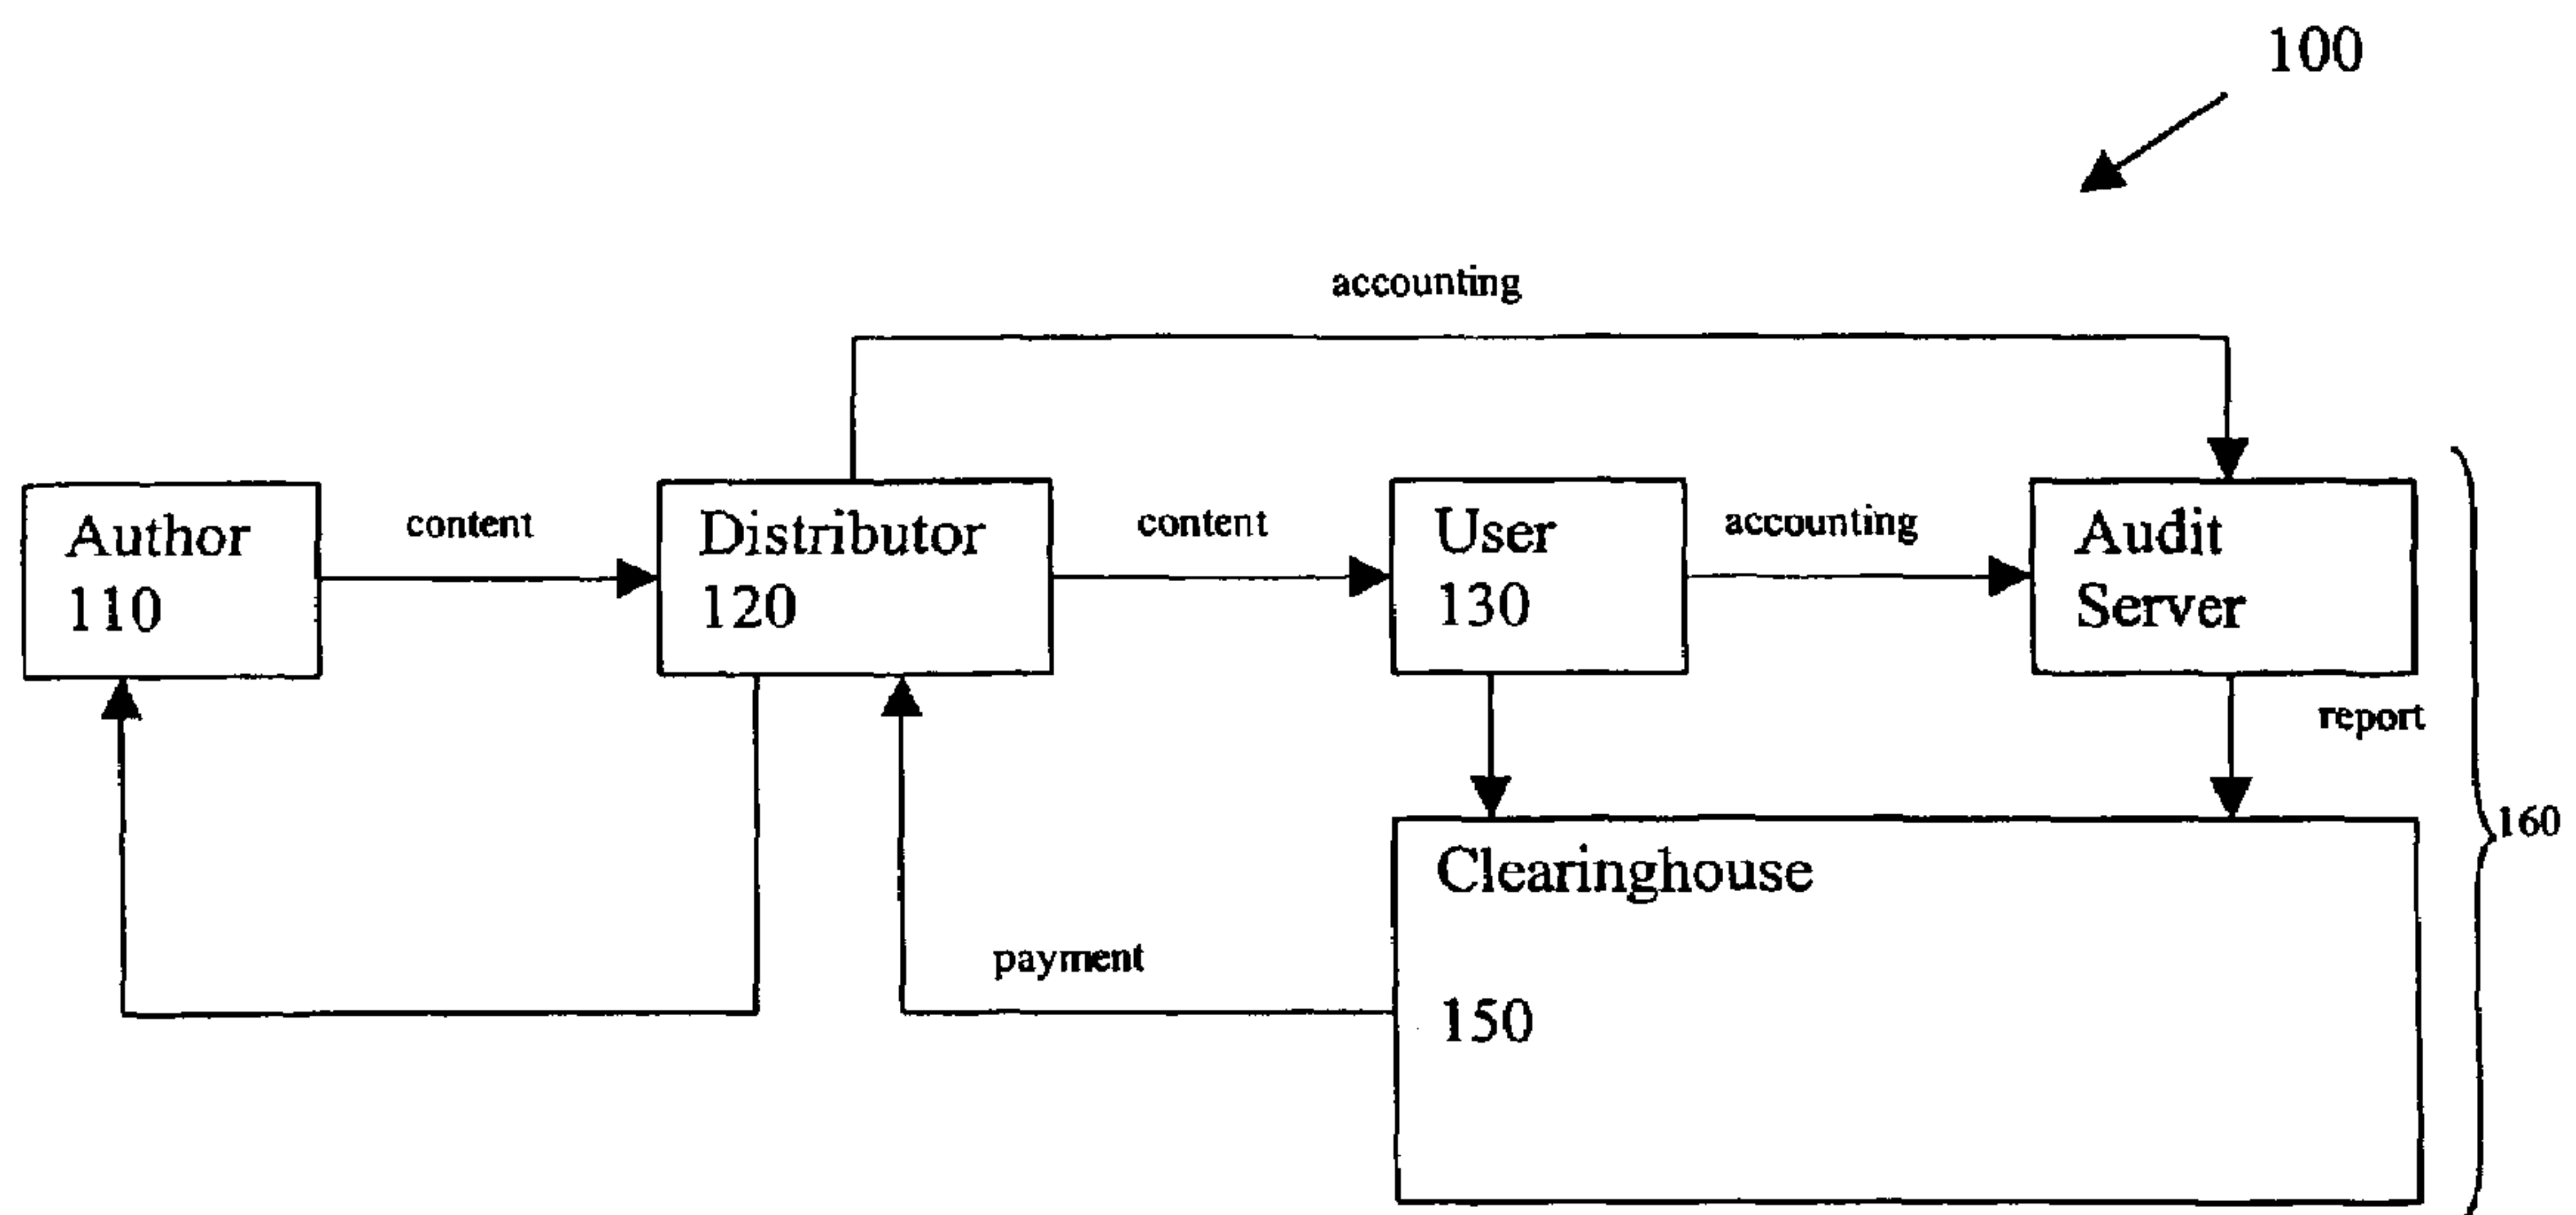 100
accounting
Author
110
content
Distributor
120
content
User
130
accounting
Audit
Server
report
160
Clearinghouse
150
payment